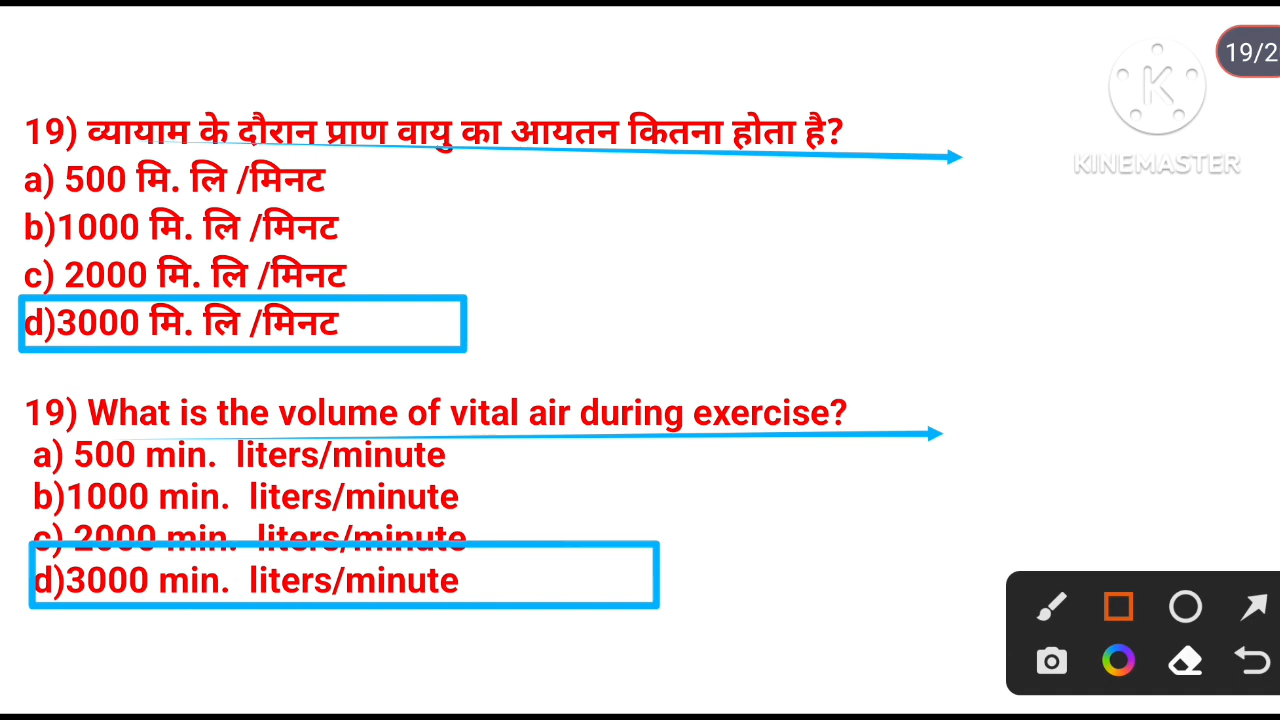 19/2
KINEMASTER
19) व्यायाम के दौरान प्राण वायु का आयतन कितना होता है?
a) 500 मि. लि /मिनट
b)1000 मि. लि /मिनट
c) 2000 मि. लि /मिनट
d)3000 मि. लि /मिनट
19) What is the volume of vital air during exercise?
a) 500 min. liters/minute
b)1000 min. liters/minute
c) 2000 min. liters/minute
d)3000 min. liters/minute